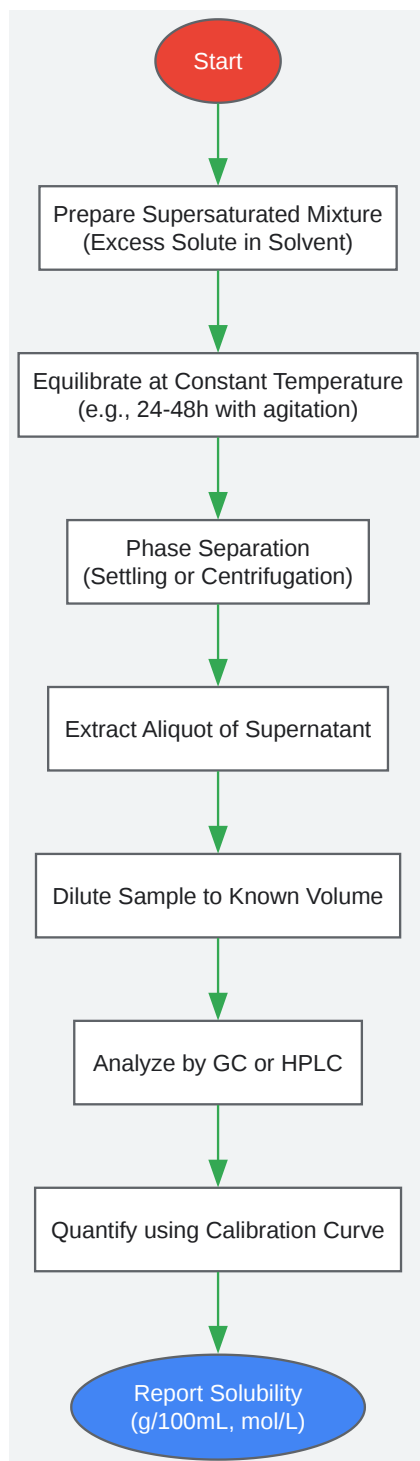 Start
Prepare Supersaturated Mixture
(Excess Solute in Solvent)
Equilibrate at Constant Temperature
(e.g., 24-48h with agitation)
Phase Separation
(Settling or Centrifugation)
Extract Aliquot of Supernatant
Dilute Sample to Known Volume
Analyze by GC or HPLC
Quantify using Calibration Curve
Report Solubility
(g/100mL, mol/L)